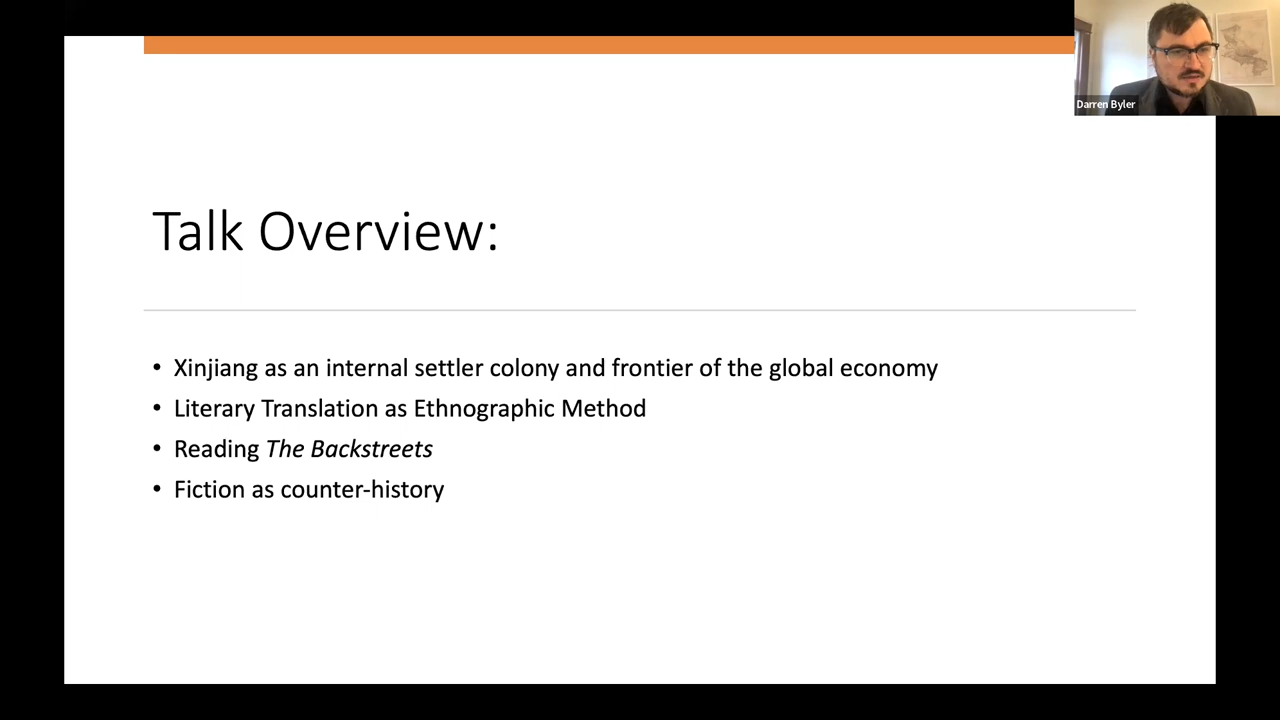 Darren Byler
Talk Overview:
• Xinjiang as an internal settler colony and frontier of the global economy
• Literary Translation as Ethnographic Method
• Reading The Backstreets
• Fiction as counter-history